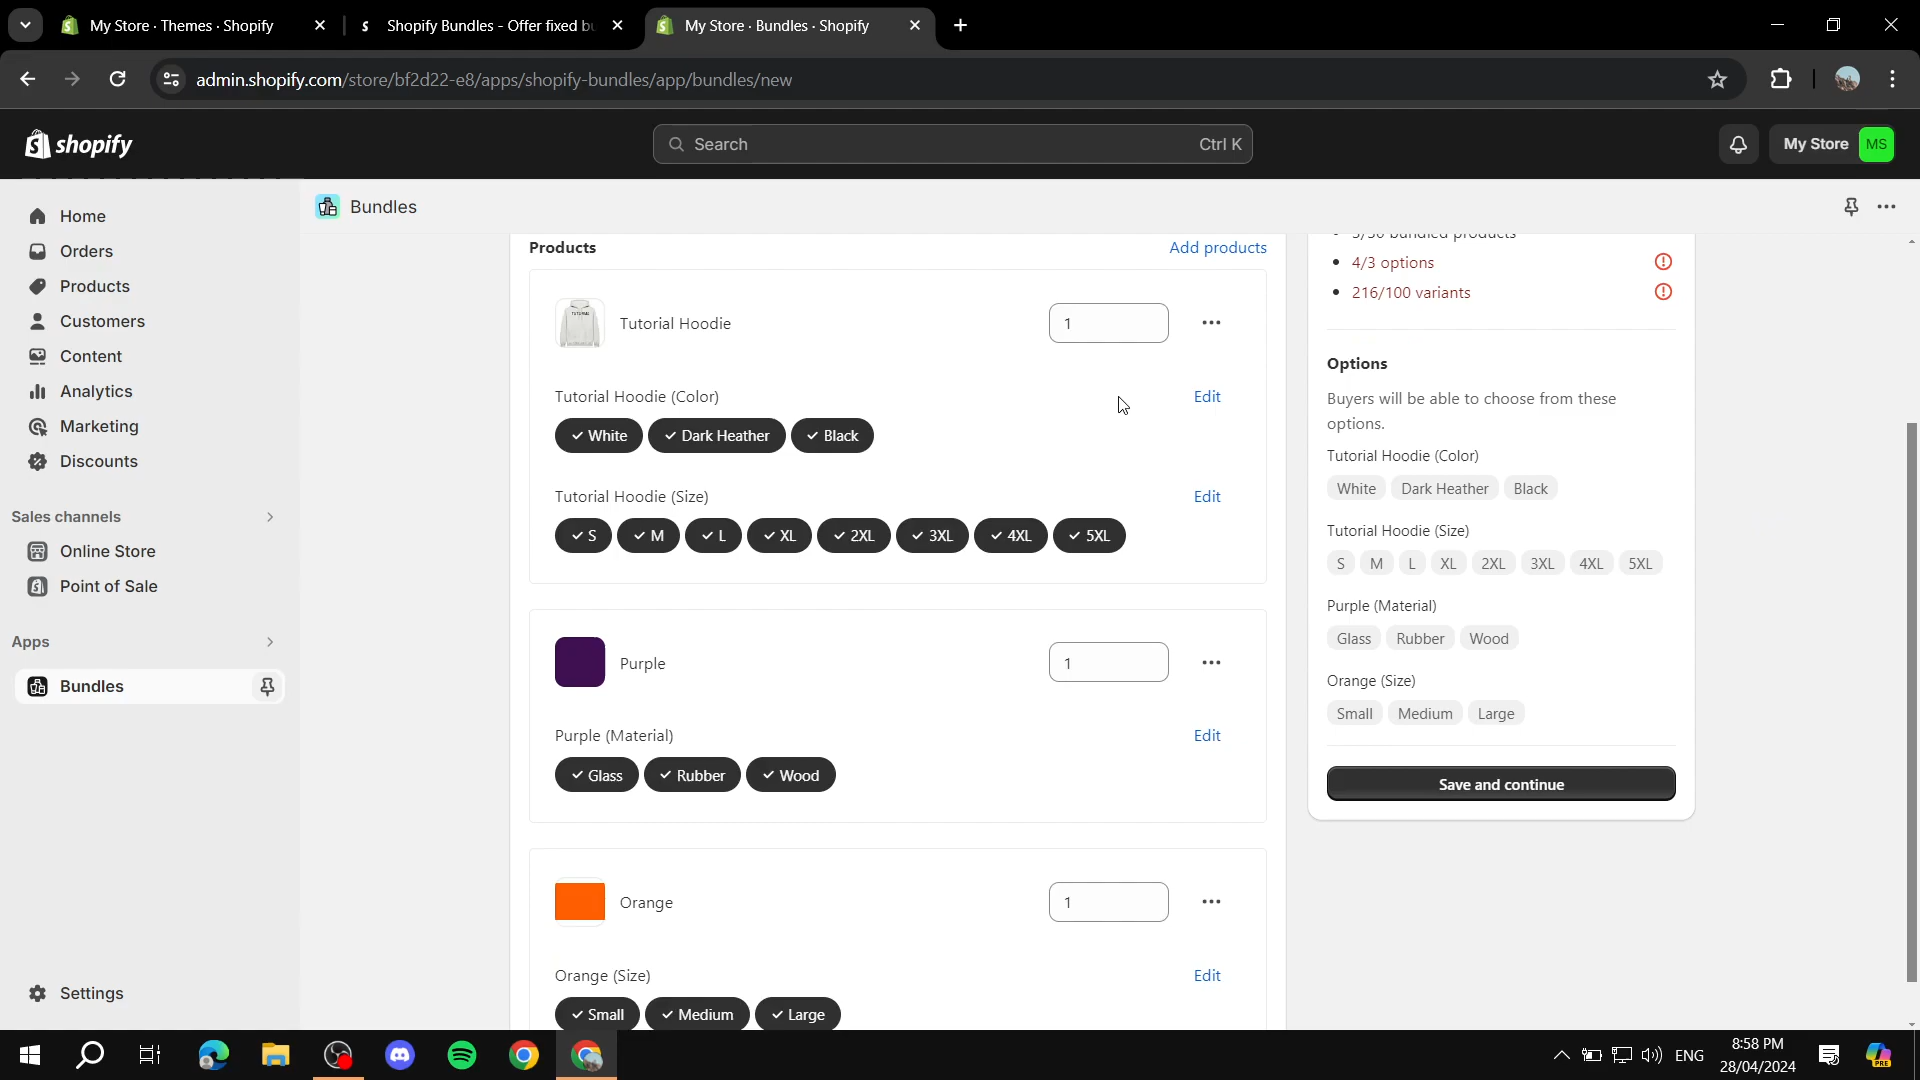 My Store · Themes · Shopify
Shopify Bundles - Offer fixed bu
My Store · Bundles · Shopify
admin.shopify.com/store/bf2d22-e8/apps/shopify-bundles/app/bundles/new
shopify
Search
Ctrl K
My Store
MS
Home
Orders
Products
Customers
Content
Analytics
Marketing
Discounts
Sales channels
Online Store
Point of Sale
Apps
Bundles
Settings
Bundles
Products
Add products
Tutorial Hoodie
1
Tutorial Hoodie (Color)
Edit
White Dark Heather Black
Tutorial Hoodie (Size)
Edit
S M L XL 2XL 3XL 4XL 5XL
Purple
1
Purple (Material)
Edit
Glass Rubber Wood
Orange
1
Orange (Size)
Edit
Small Medium Large
3/30 bundled products
4/3 options
216/100 variants
Options
Buyers will be able to choose from these
options.
Tutorial Hoodie (Color)
White Dark Heather Black
Tutorial Hoodie (Size)
S M L XL 2XL 3XL 4XL 5XL
Purple (Material)
Glass Rubber Wood
Orange (Size)
Small Medium Large
Save and continue
ENG
8:58 PM
28/04/2024
PRE